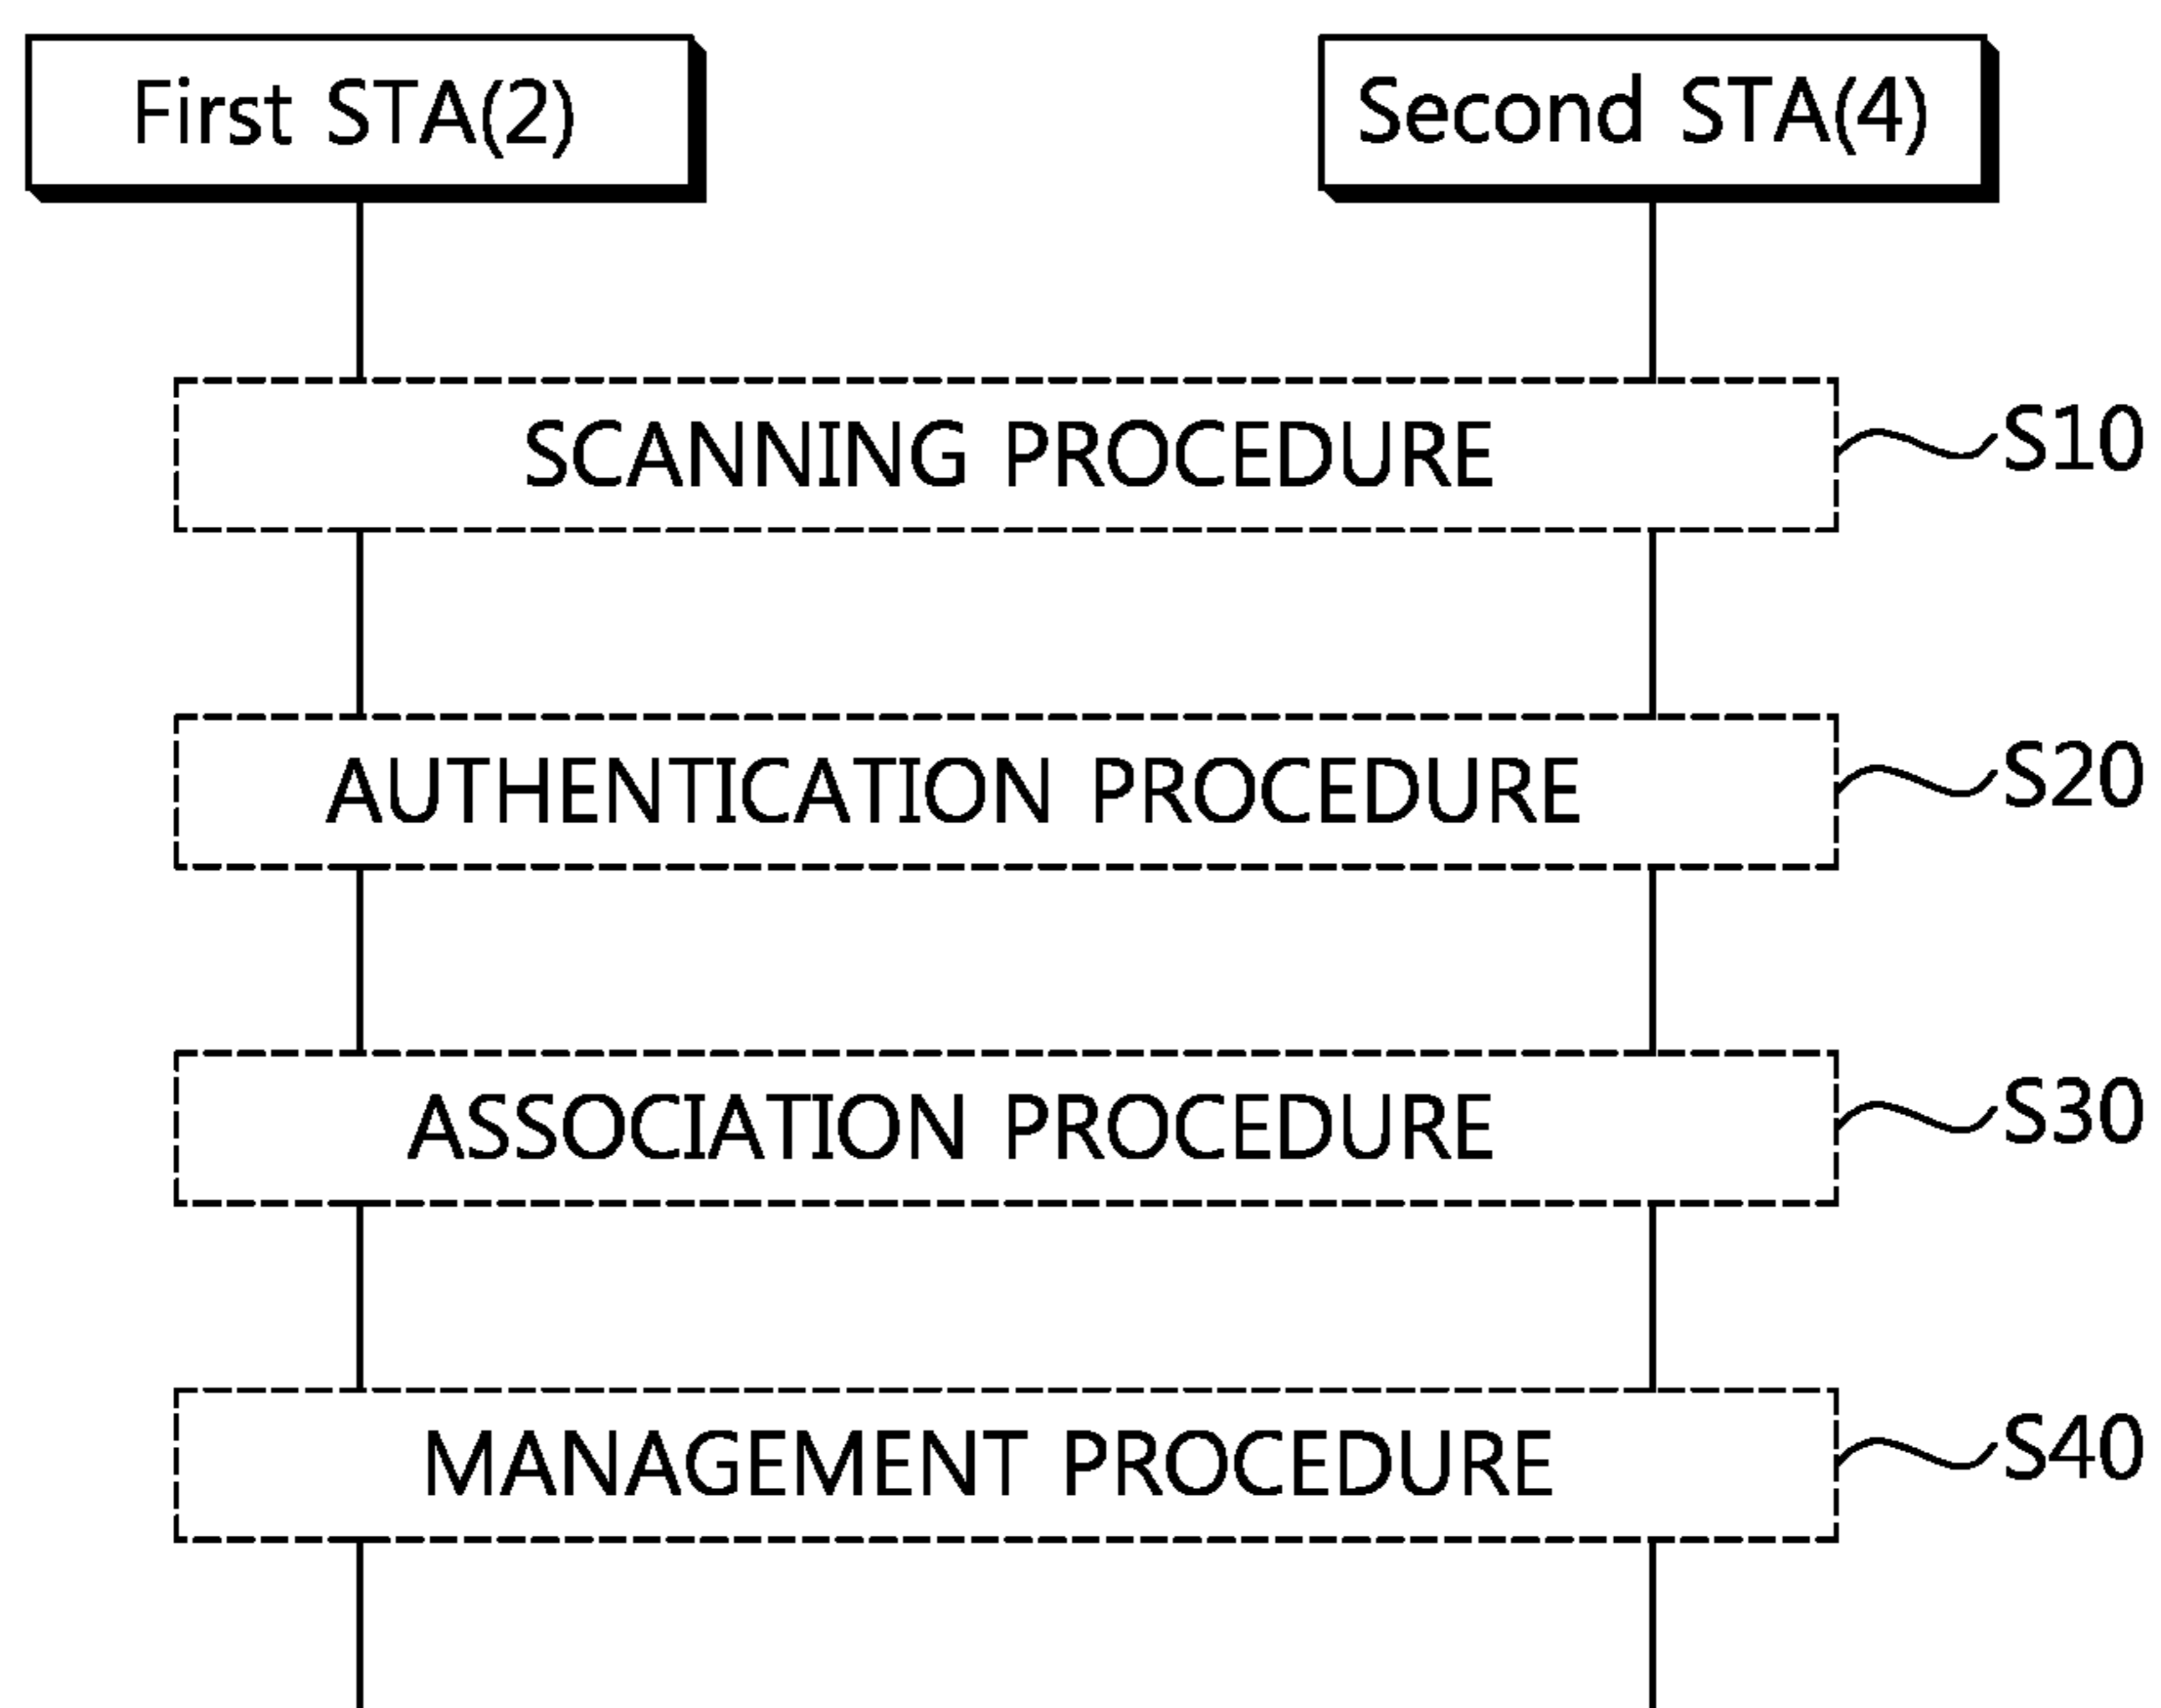 First STA(2)
Second STA(4)
SCANNING PROCEDURE
S10
AUTHENTICATION PROCEDURE
S20
ASSOCIATION PROCEDURE
S30
MANAGEMENT PROCEDURE
S40